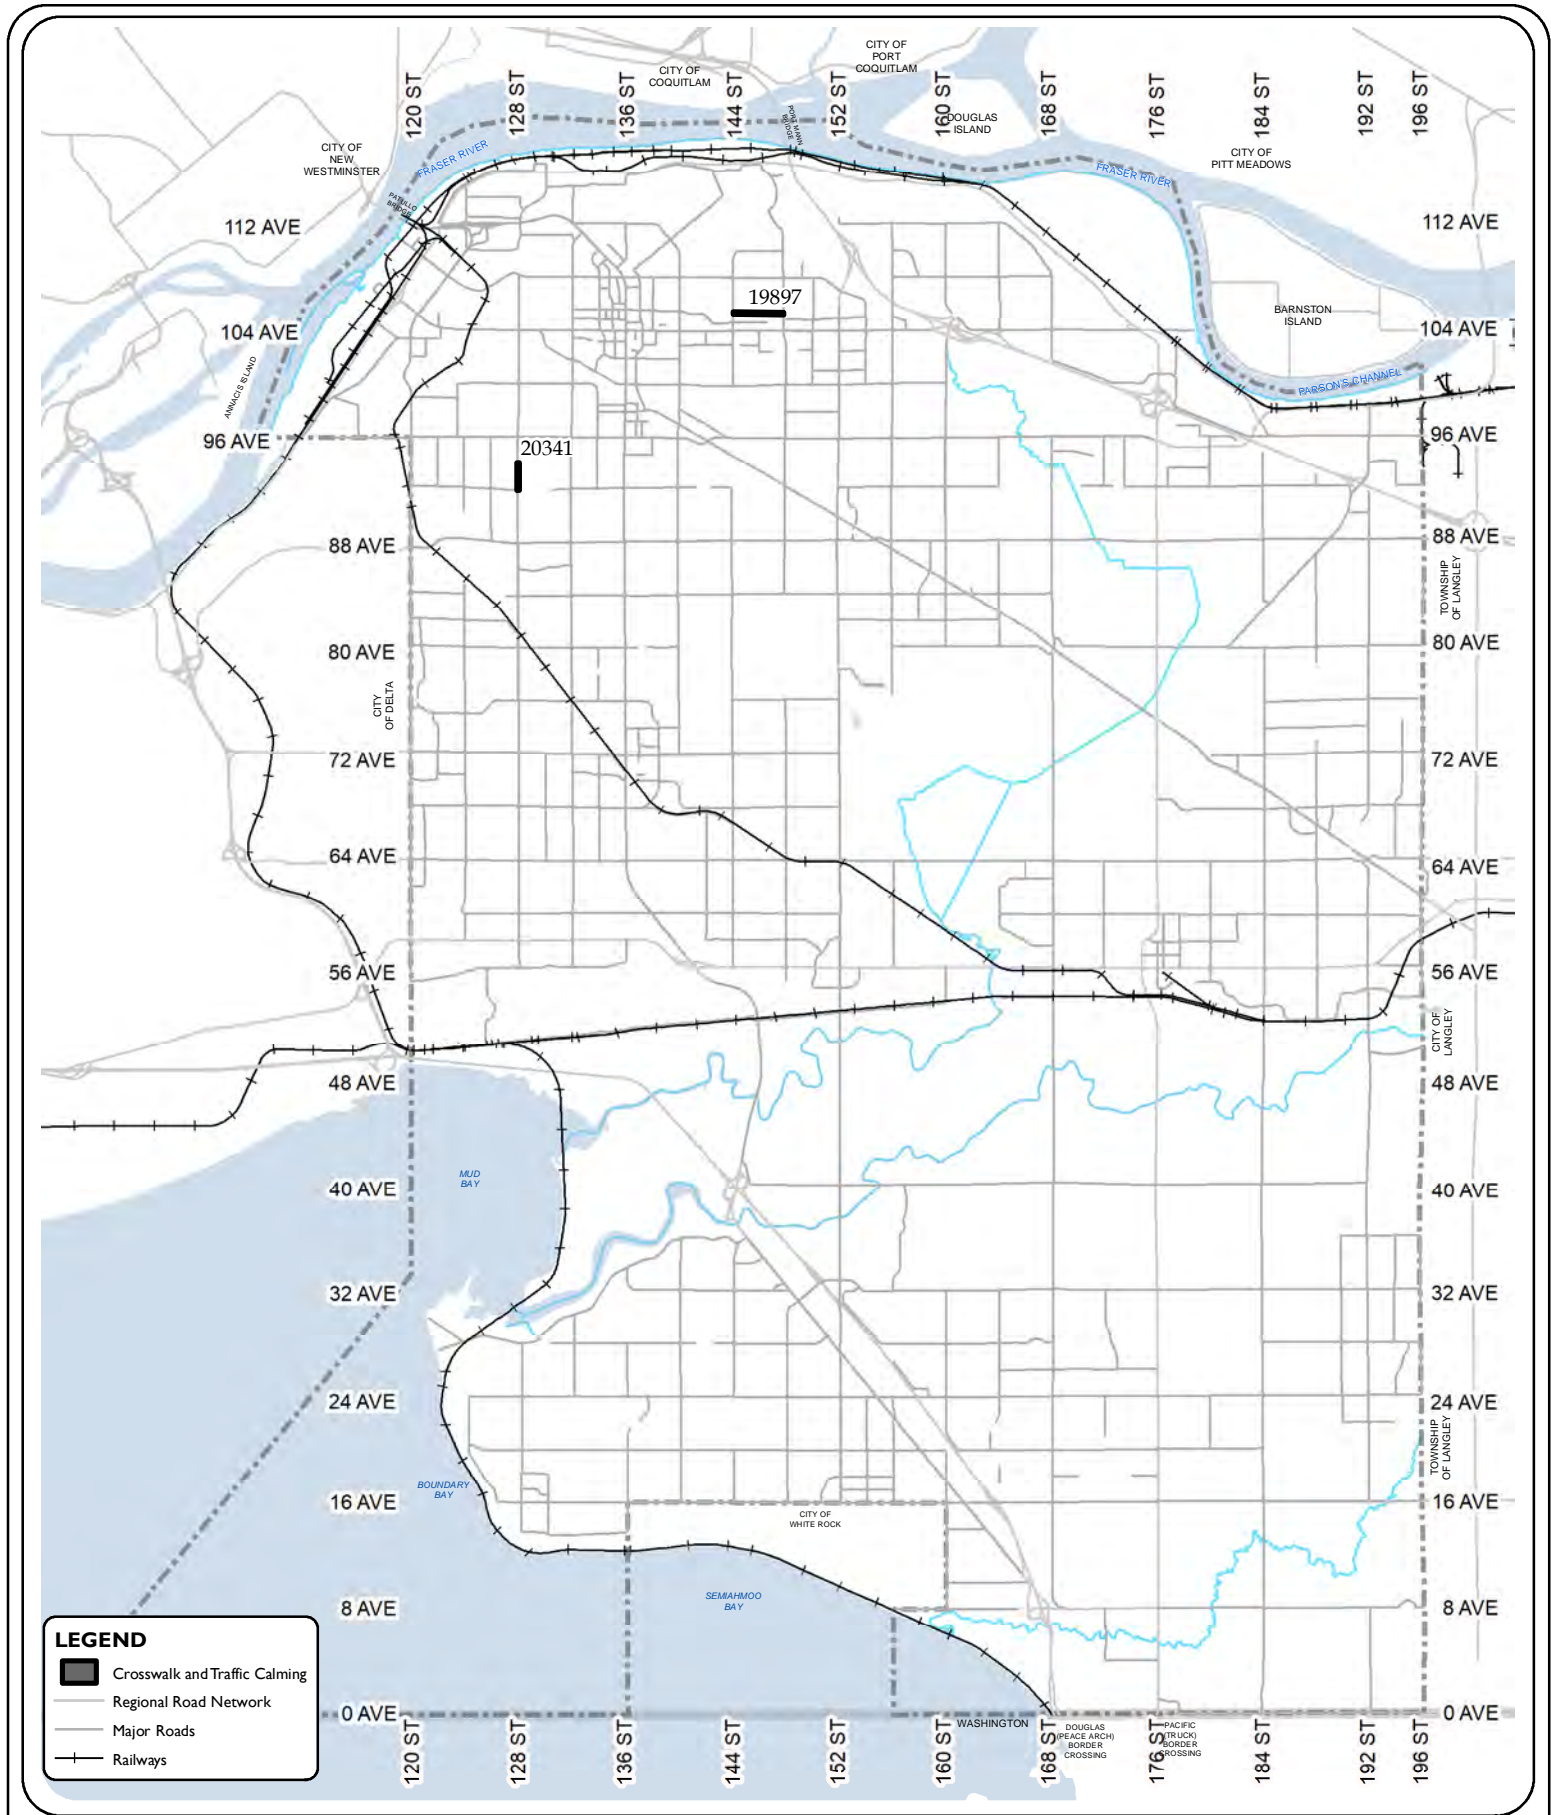 CITY OF
COQUITLAM
CITY OF
PORT
COQUITLAM
120 ST
128 ST
136 ST
144 ST
152 ST
160 ST
168 ST
176 ST
184 ST
192 ST
196 ST
PORT MANN
BRIDGE
DOUGLAS
ISLAND
CITY OF
NEW
WESTMINSTER
FRASER RIVER
CITY OF
PITT MEADOWS
FRASER RIVER
PATULLO
BRIDGE
112 AVE
112 AVE
19897
BARNSTON
ISLAND
104 AVE
104 AVE
ANNACIS ISLAND
PARSON'S CHANNEL
96 AVE
96 AVE
20341
88 AVE
88 AVE
TOWNSHIP
OF LANGLEY
80 AVE
80 AVE
CITY
OF DELTA
72 AVE
72 AVE
64 AVE
64 AVE
56 AVE
56 AVE
CITY OF
LANGLEY
48 AVE
48 AVE
MUD
BAY
40 AVE
40 AVE
32 AVE
32 AVE
24 AVE
24 AVE
TOWNSHIP
OF LANGLEY
BOUNDARY
BAY
16 AVE
16 AVE
CITY OF
WHITE ROCK
SEMIAHMOO
BAY
8 AVE
8 AVE
LEGEND
Crosswalk and Traffic Calming
Regional Road Network
Major Roads
Railways
0 AVE
0 AVE
WASHINGTON
DOUGLAS
(PEACE ARCH)
BORDER
CROSSING
PACIFIC
(TRUCK)
BORDER
CROSSING
120 ST
128 ST
136 ST
144 ST
152 ST
160 ST
168 ST
176 ST
184 ST
192 ST
196 ST